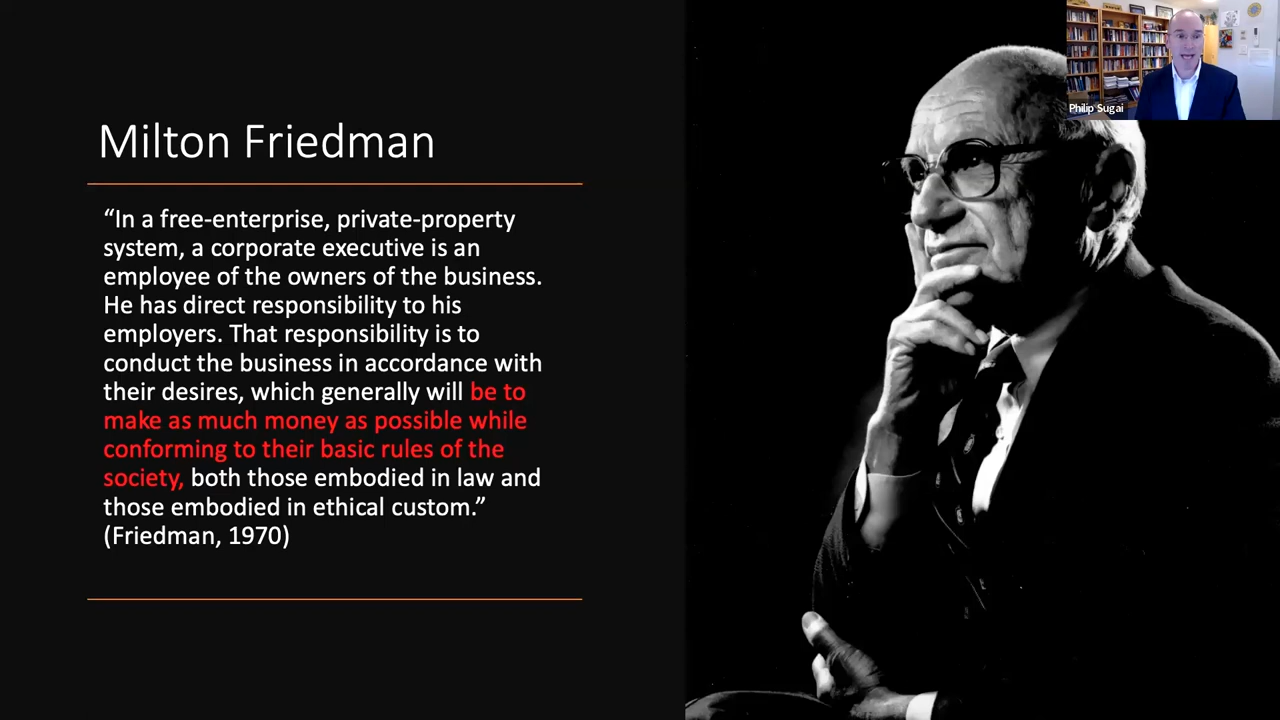 Milton Friedman
“In a free-enterprise, private-property
system, a corporate executive is an
employee of the owners of the business.
He has direct responsibility to his
employers. That responsibility is to
conduct the business in accordance with
their desires, which generally will be to
make as much money as possible while
conforming to their basic rules of the
society, both those embodied in law and
those embodied in ethical custom.”
(Friedman, 1970)
Philip Sugai